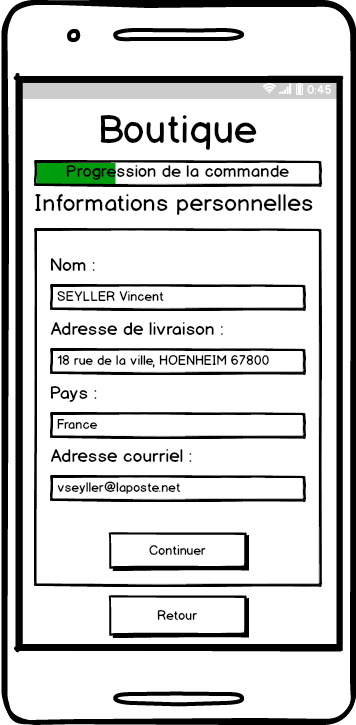 0:45
Boutique
Progression de la commande
Informations personnelles
Nom :
SEYLLER Vincent
Adresse de livraison :
18 rue de la ville, HOENHEIM 67800
Pays :
France
Adresse courriel :
vseyller@laposte.net
Continuer
Retour